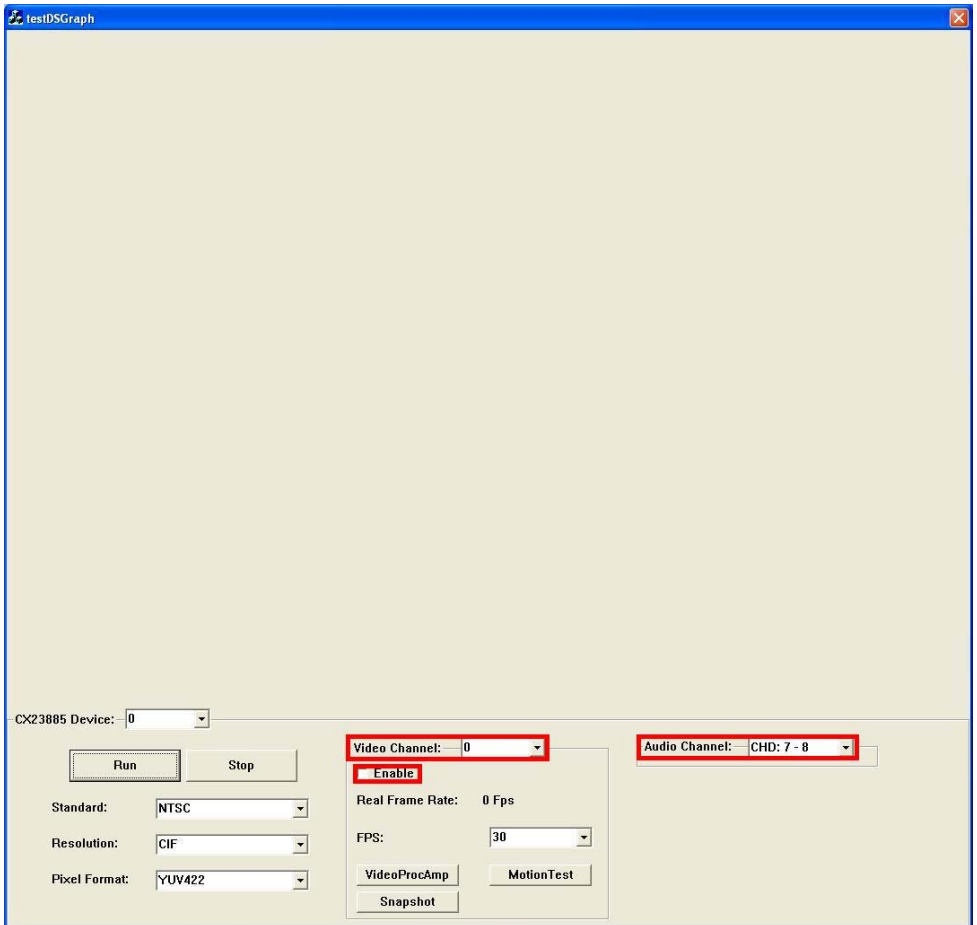 testDSGraph
CX23885 Device: 0
Run
Stop
Standard: NTSC
Resolution: CIF
Pixel Format: YUV422
Video Channel: 0
Enable
Real Frame Rate: 0 Fps
FPS: 30
VideoProcAmp
MotionTest
Snapshot
Audio Channel: CHD: 7 - 8